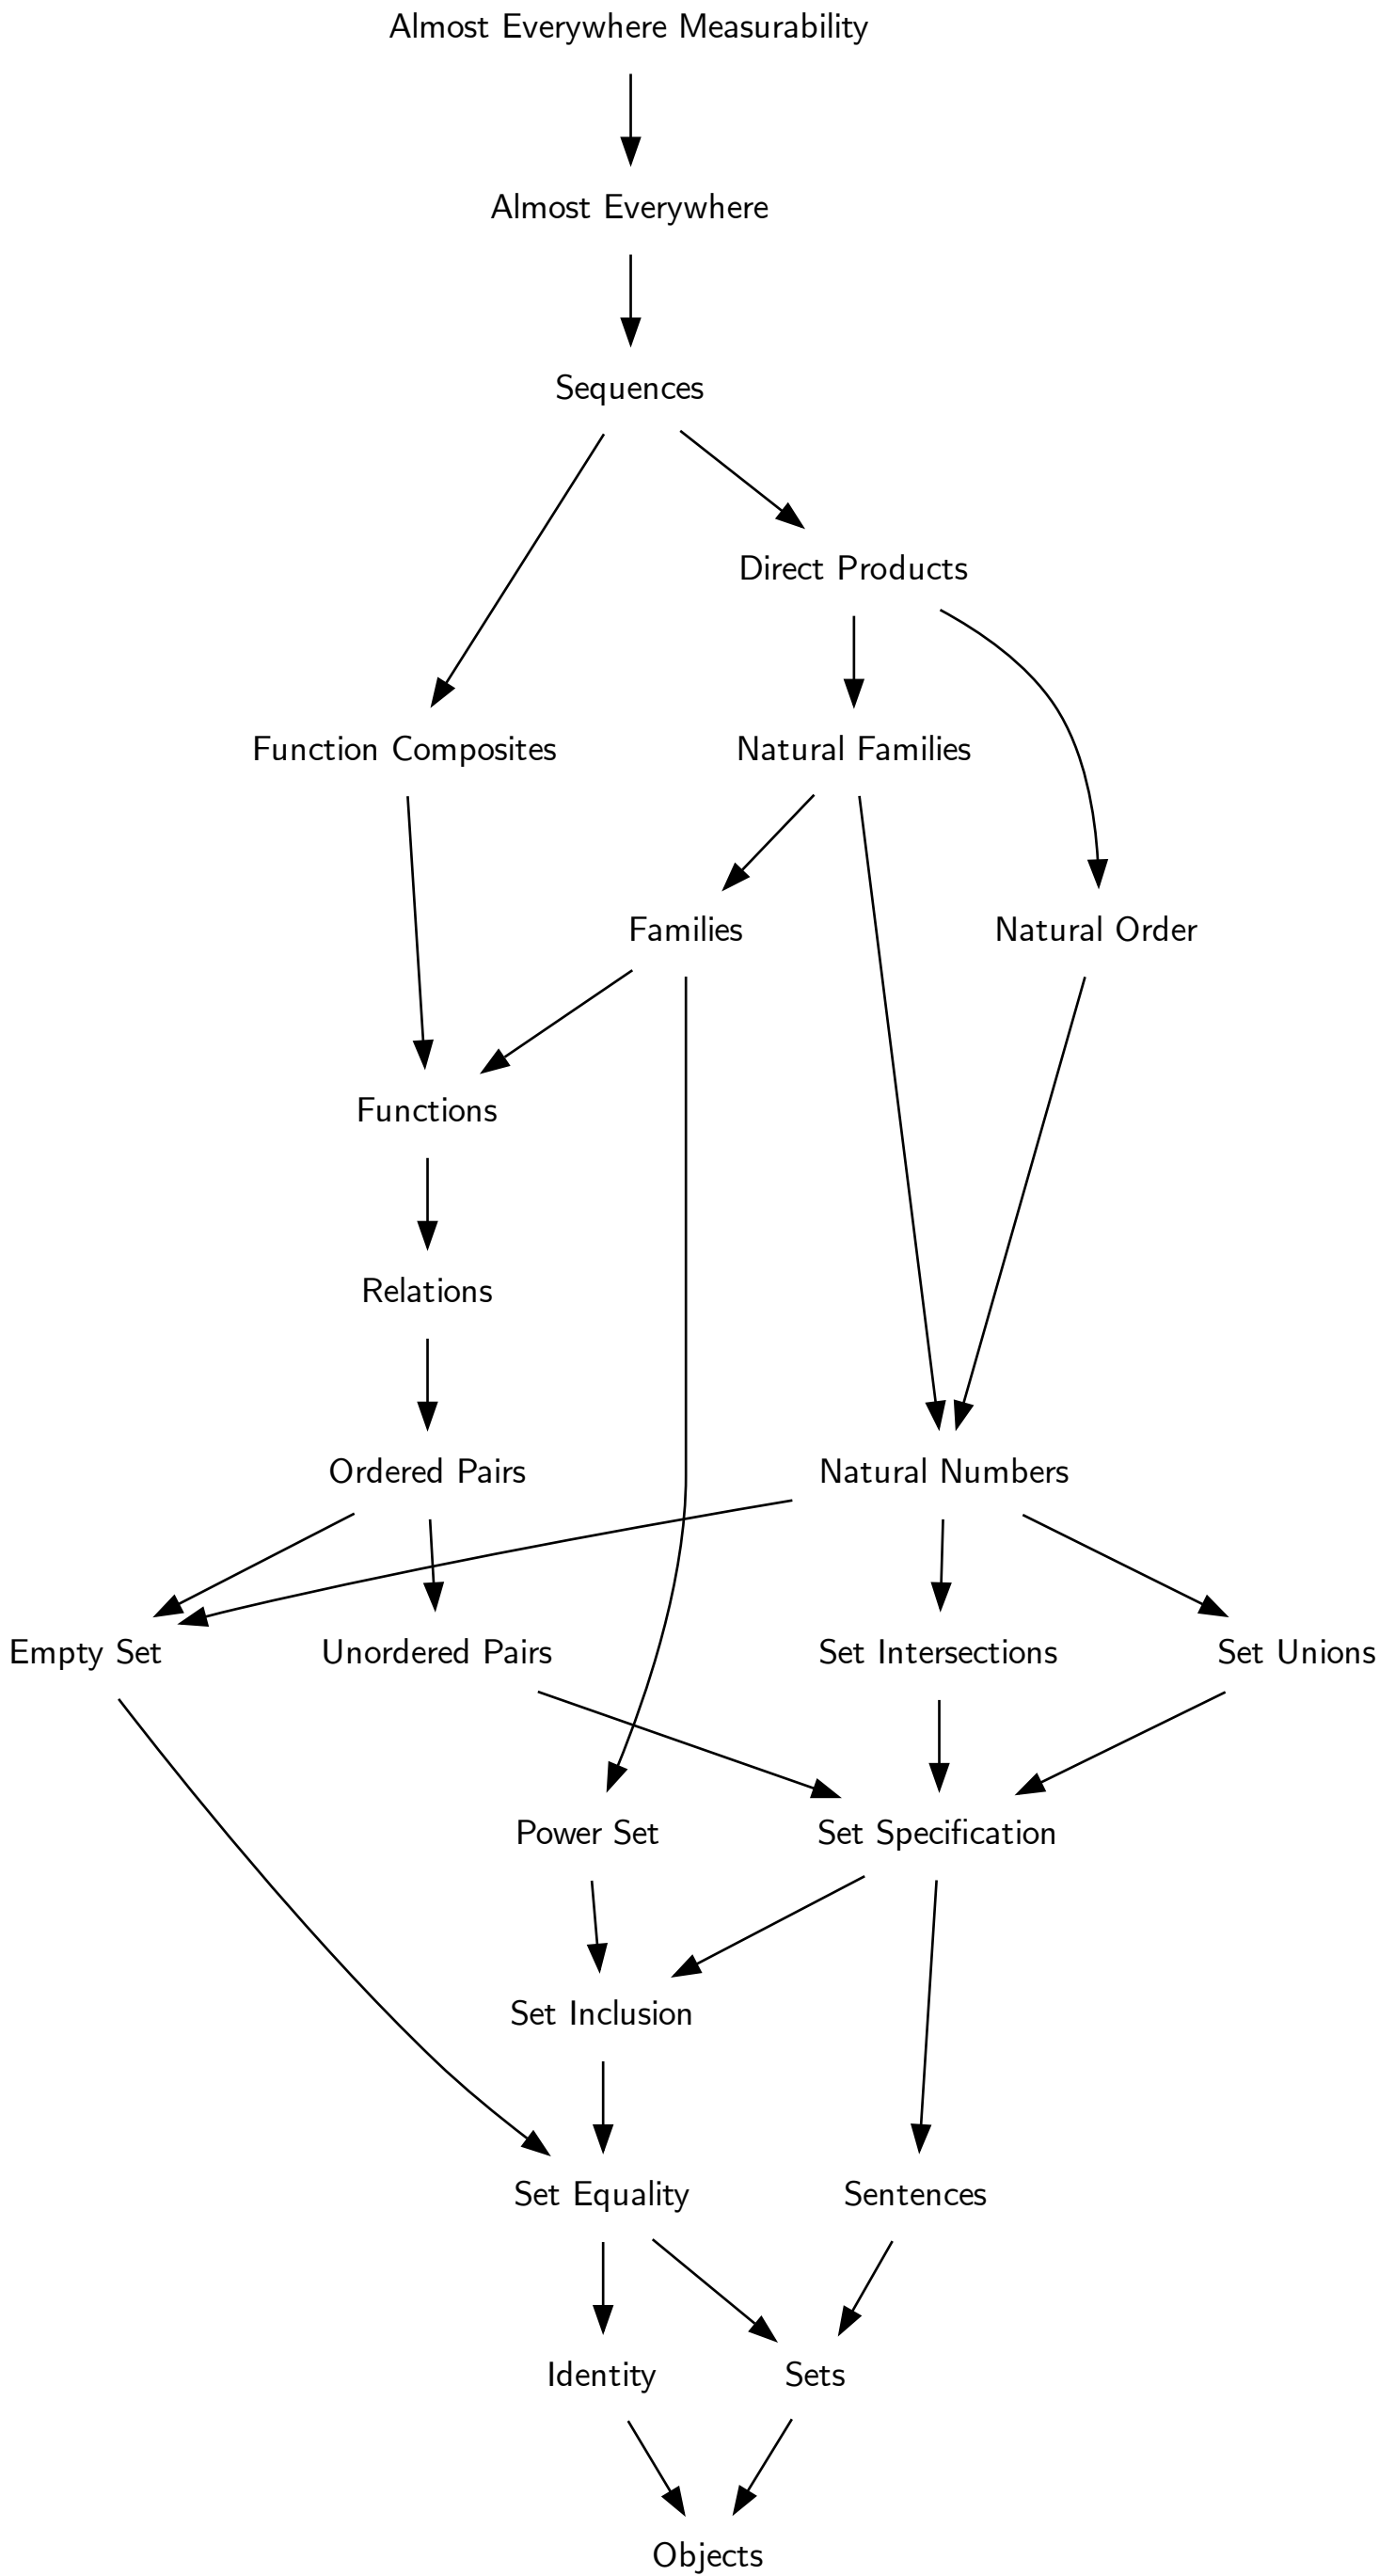 Almost Everywhere Measurability
Almost Everywhere
Sequences
Direct Products
Function Composites
Natural Families
Families
Natural Order
Functions
Relations
Ordered Pairs
Natural Numbers
Empty Set
Unordered Pairs
Set Intersections
Set Unions
Power Set
Set Specification
Set Inclusion
Set Equality
Sentences
Identity
Sets
Objects